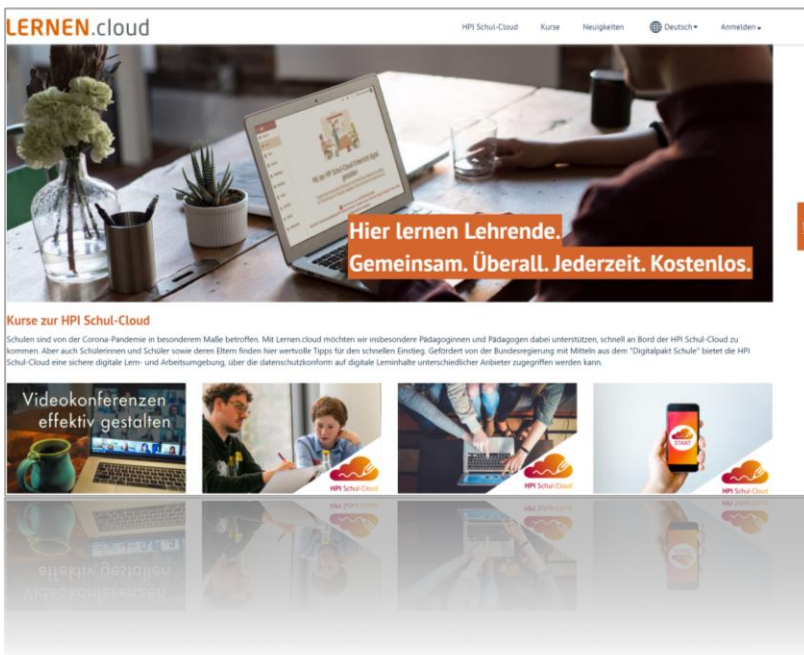 LERNEN.cloud
HPI Schul-Cloud
Kurse
Neuigkeiten
Deutsch
Anmelden
Hier lernen Lehrende.
Gemeinsam. Überall. Jederzeit. Kostenlos.
Kurse zur HPI Schul-Cloud
Schulen sind von der Corona-Pandemie in besonderem Maße betroffen. Mit Lernen.cloud möchten wir insbesondere Pädagoginnen und Pädagogen dabei unterstützen, schnell an Bord der HPI Schul-Cloud zu
kommen. Aber auch Schülerinnen und Schüler sowie deren Eltern finden hier wertvolle Tipps für den schnellen Einstieg. Gefördert von der Bundesregierung mit Mitteln aus dem "Digitalpakt Schule" bietet die HPI
Schul-Cloud eine sichere digitale Lern- und Arbeitsumgebung, über die datenschutzkonform auf digitale Lerninhalte unterschiedlicher Anbieter zugegriffen werden kann.
Videokonferenzen
effektiv gestalten
HPI Schul-Cloud
HPI Schul-Cloud
START
HPI Schul-Cloud